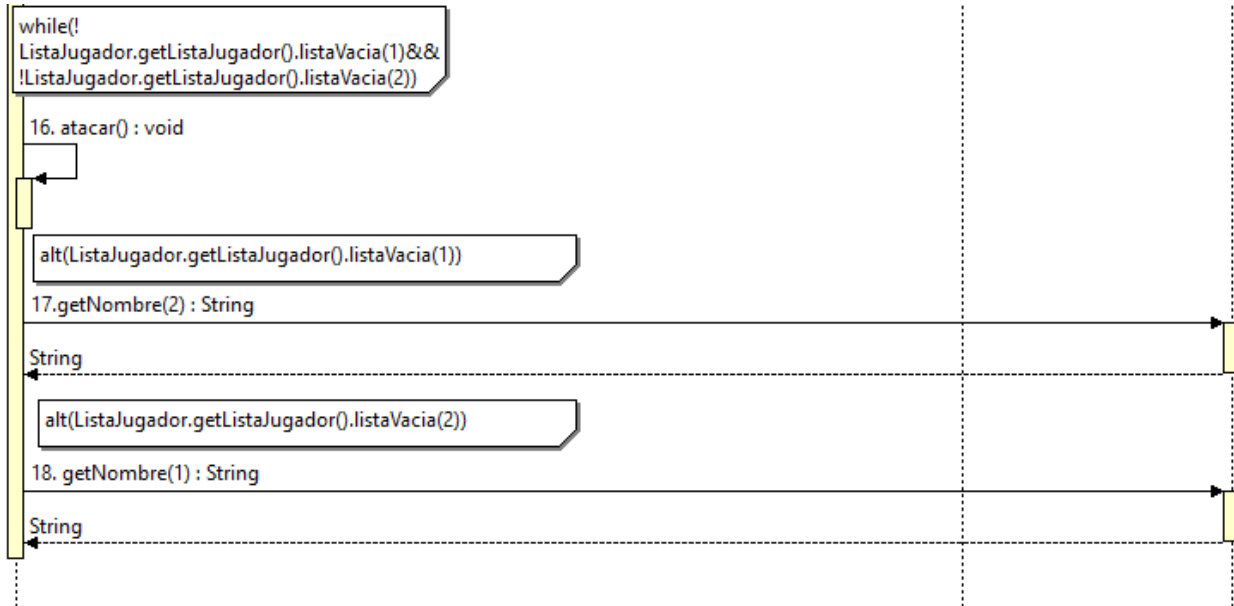 while(!
ListaJugador.getListaJugador().listaVacia(1)&&
!ListaJugador.getListaJugador().listaVacia(2))
16. atacar() : void
alt(ListaJugador.getListaJugador().listaVacia(1))
17.getNombre(2) : String
String
alt(ListaJugador.getListaJugador().listaVacia(2))
18. getNombre(1) : String
String